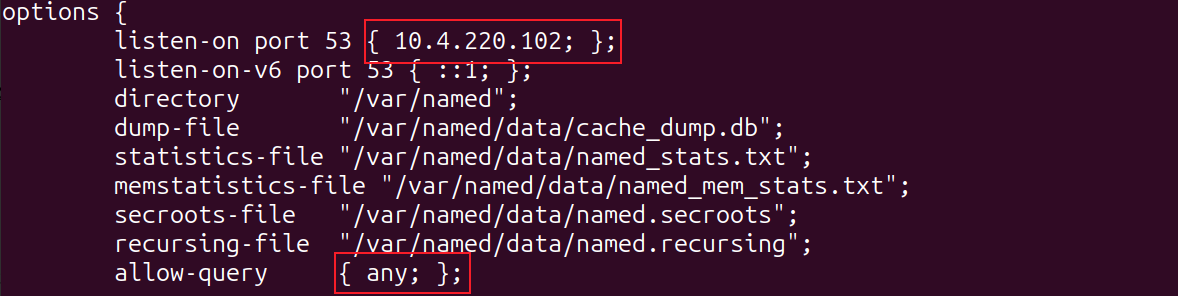 options {
        listen-on port 53 { 10.4.220.102; };
        listen-on-v6 port 53 { ::1; };
        directory       "/var/named";
        dump-file       "/var/named/data/cache_dump.db";
        statistics-file "/var/named/data/named_stats.txt";
        memstatistics-file "/var/named/data/named_mem_stats.txt";
        secroots-file   "/var/named/data/named.secroots";
        recursing-file  "/var/named/data/named.recursing";
        allow-query     { any; };